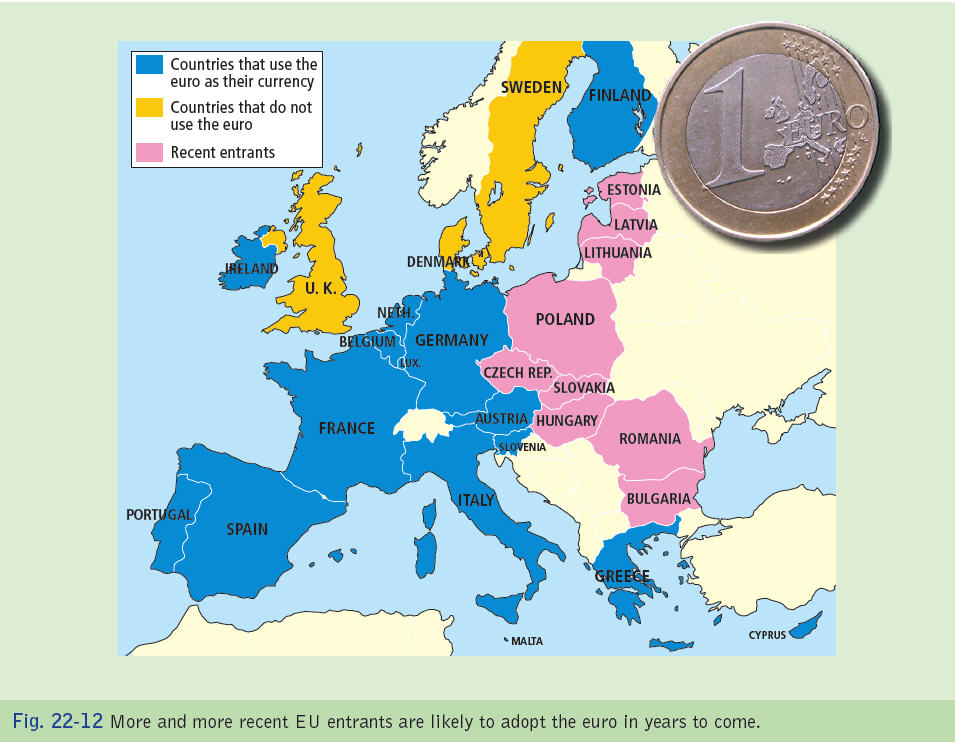 Countries that use the
euro as their currency
Countries that do not
use the euro
Recent entrants
SWEDEN
FINLAND
1 EURO
ESTONIA
LATVIA
LITHUANIA
DENMARK
IRELAND
U. K.
NETH.
BELGIUM
LUX.
GERMANY
POLAND
CZECH REP.
SLOVAKIA
AUSTRIA
HUNGARY
SLOVENIA
FRANCE
ROMANIA
BULGARIA
ITALY
PORTUGAL
SPAIN
GREECE
MALTA
CYPRUS
Fig. 22-12 More and more recent EU entrants are likely to adopt the euro in years to come.